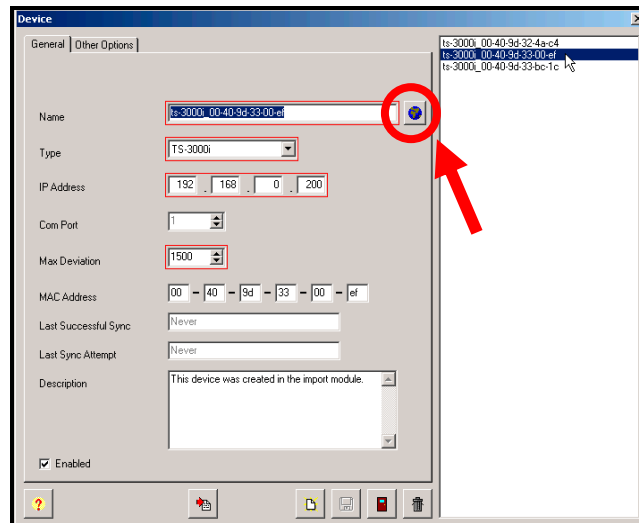 Device
General Other Options
ts-3000i_00-40-9d-32-4a-c4
ts-3000i_00-40-9d-33-00-ef
ts-3000i_00-40-9d-33-bc-1c
Name ts-3000i_00-40-9d-33-00-ef
Type TS-3000i
IP Address 192 . 168 . 0 . 200
Com Port 1
Max Deviation 1500
MAC Address 00 - 40 - 9d - 33 - 00 - ef
Last Successful Sync Never
Last Sync Attempt Never
Description This device was created in the import module.
Enabled
?